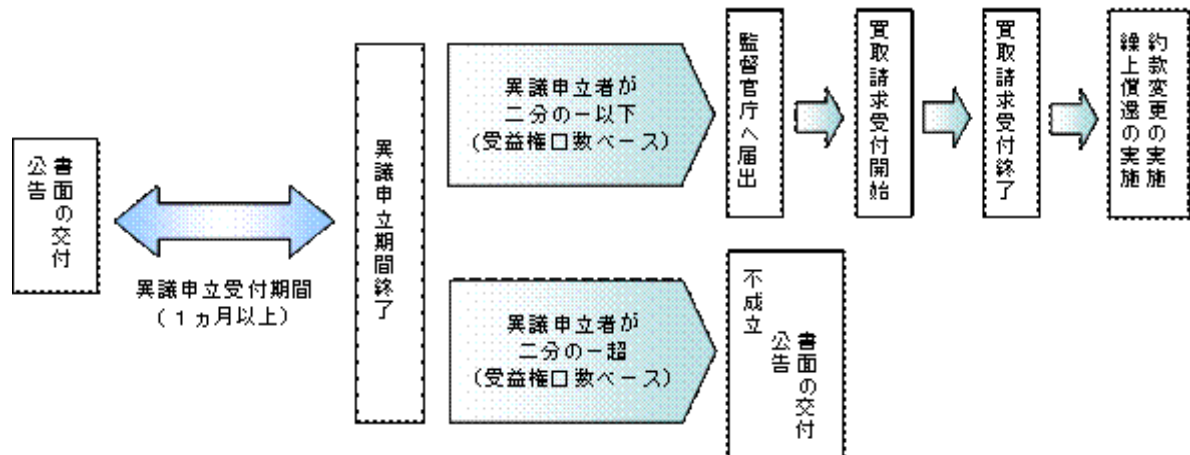 書面の交付
公告
異議申立受付期間
(1ヵ月以上)
異議申立期間終了
異議申立者が
二分の一以下
(受益権口数ベース)
監督官庁へ届出
買取請求受付開始
買取請求受付終了
約款変更の実施
繰上償還の実施
異議申立者が
二分の一超
(受益権口数ベース)
不成立
書面の交付
公告